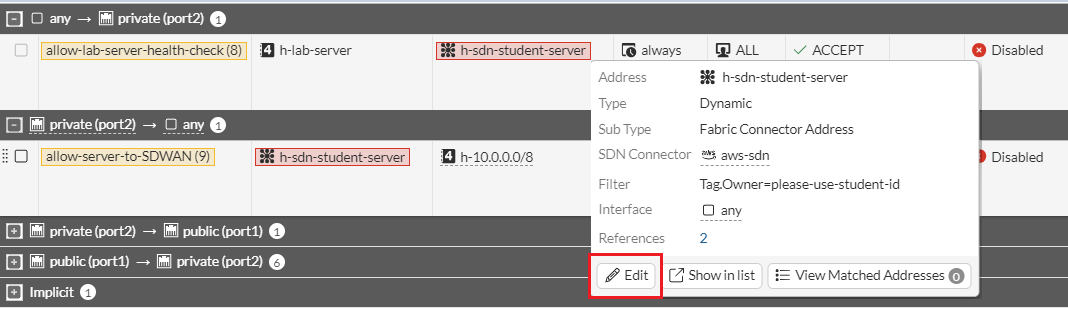 any → private (port2) 1
allow-lab-server-health-check (8) 4 h-lab-server h-sdn-student-server always ALL ACCEPT Disabled
Address h-sdn-student-server
Type Dynamic
private (port2) → any 1
Sub Type Fabric Connector Address
allow-server-to-SDWAN (9) h-sdn-student-server 4 h-10.0.0.0/8 Disabled
SDN Connector aws aws-sdn
Filter Tag.Owner=please-use-student-id
Interface any
private (port2) → public (port1) 1
References 2
public (port1) → private (port2) 6
Edit Show in list View Matched Addresses 0
Implicit 1